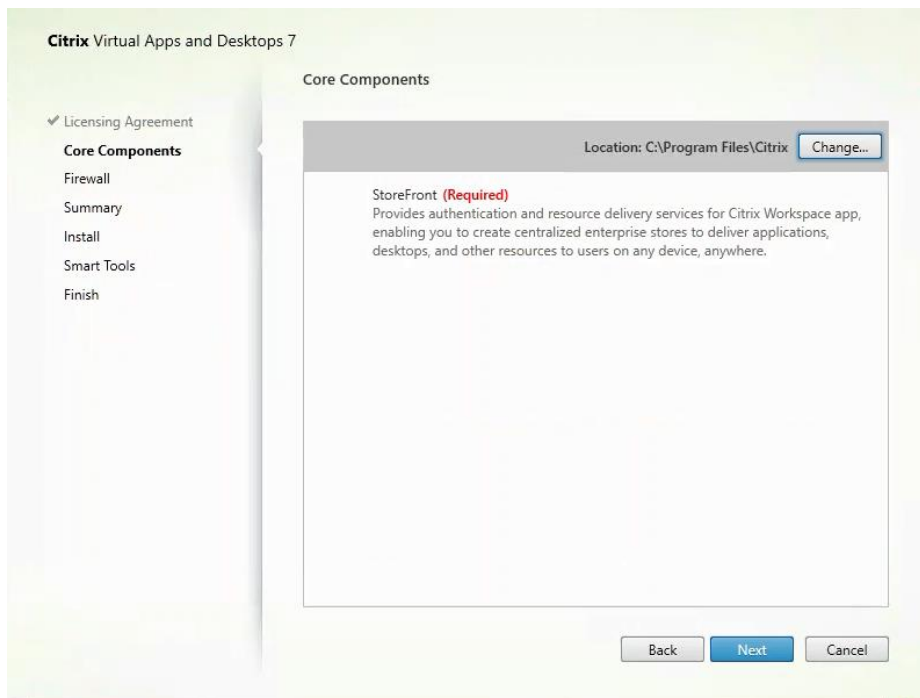 Citrix Virtual Apps and Desktops 7
Core Components
✔ Licensing Agreement
Core Components
Firewall
Summary
Install
Smart Tools
Finish
Location: C:\Program Files\Citrix Change...
StoreFront (Required)
Provides authentication and resource delivery services for Citrix Workspace app,
enabling you to create centralized enterprise stores to deliver applications,
desktops, and other resources to users on any device, anywhere.
Back Next Cancel